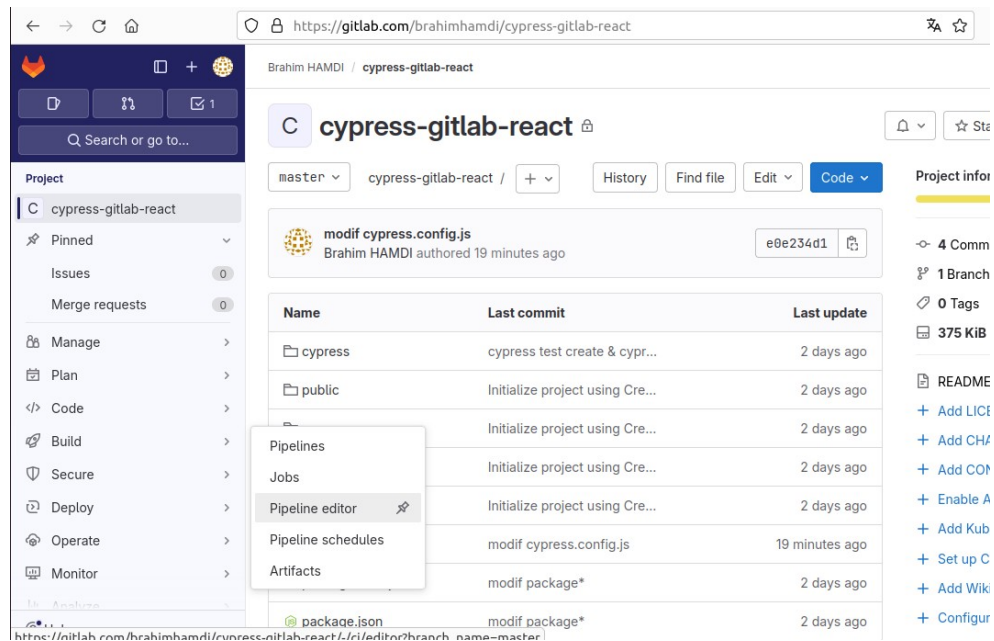 https://gitlab.com/brahimhamdi/cypress-gitlab-react
1
Search or go to...
Project
C cypress-gitlab-react
Pinned
Issues 0
Merge requests 0
Manage
Plan
Code
Build
Secure
Deploy
Operate
Monitor
Analyze
Brahim HAMDI / cypress-gitlab-react
C cypress-gitlab-react
master cypress-gitlab-react / + History Find file Edit Code
modif cypress.config.js
Brahim HAMDI authored 19 minutes ago
e0e234d1
Name Last commit Last update
cypress cypress test create & cypr... 2 days ago
public Initialize project using Cre... 2 days ago
Initialize project using Cre... 2 days ago
Initialize project using Cre... 2 days ago
Initialize project using Cre... 2 days ago
modif cypress.config.js 19 minutes ago
modif package* 2 days ago
package.json modif package* 2 days ago
Pipelines
Jobs
Pipeline editor
Pipeline schedules
Artifacts
Project
4
1 Branch
0 Tags
375 KiB
README
+ Add
+ Add
+ Add
+ Enable
+ Add
+ Set up
+ Add
+
https://gitlab.com/brahimhamdi/cypress-gitlab-react/-/ci/editor?branch_name=master